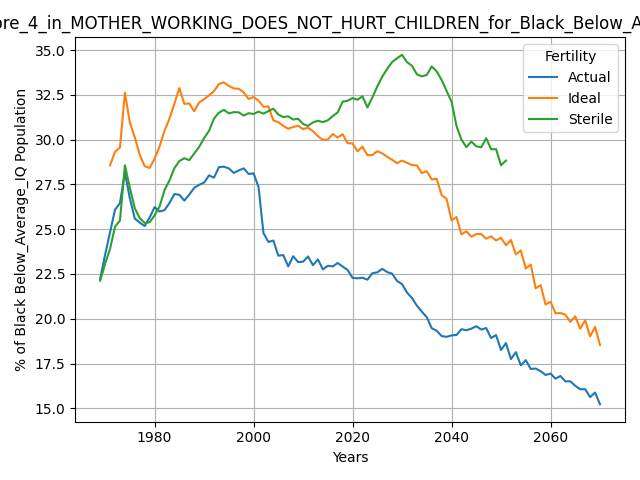 ore_4_in_MOTHER_WORKING_DOES_NOT_HURT_CHILDREN_for_Black_Below_A
Fertility
Actual
Ideal
Sterile
% of Black Below_Average_IQ Population
35.0
32.5
30.0
27.5
25.0
22.5
20.0
17.5
15.0
1980
2000
2020
2040
2060
Years